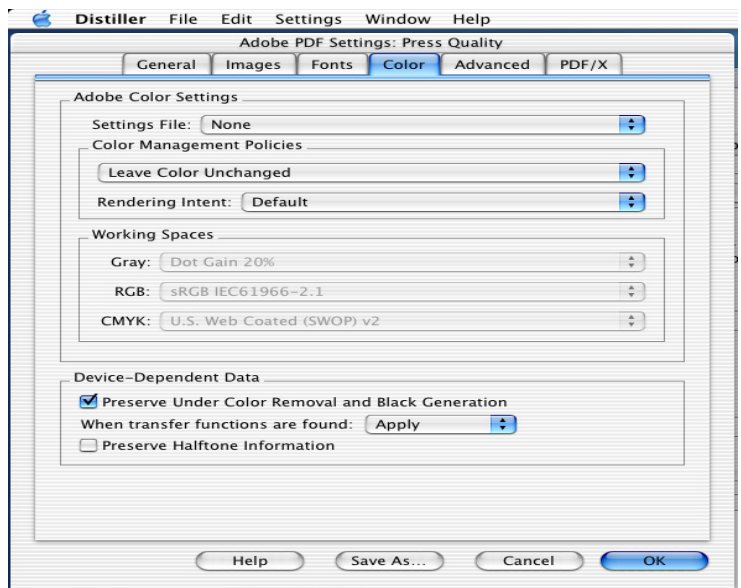 Distiller File Edit Settings Window Help
Adobe PDF Settings: Press Quality
General Images Fonts Color Advanced PDF/X
Adobe Color Settings
Settings File: None
Color Management Policies
Leave Color Unchanged
Rendering Intent: Default
Working Spaces
Gray: Dot Gain 20%
RGB: sRGB IEC61966-2.1
CMYK: U.S. Web Coated (SWOP) v2
Device-Dependent Data
Preserve Under Color Removal and Black Generation
When transfer functions are found: Apply
Preserve Halftone Information
Help Save As... Cancel OK